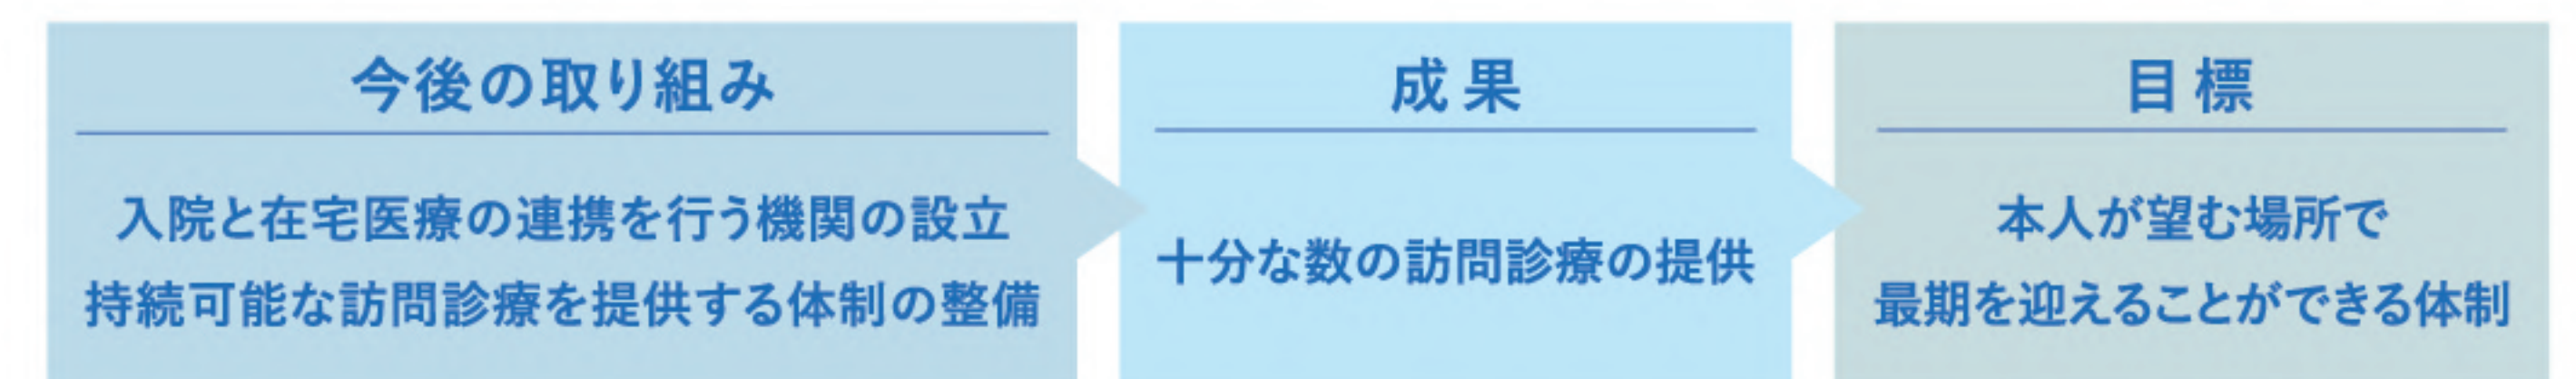 今後の取り組み
入院と在宅医療の連携を行う機関の設立
持続可能な訪問診療を提供する体制の整備
成果
十分な数の訪問診療の提供
目標
本人が望む場所で
最期を迎えることができる体制